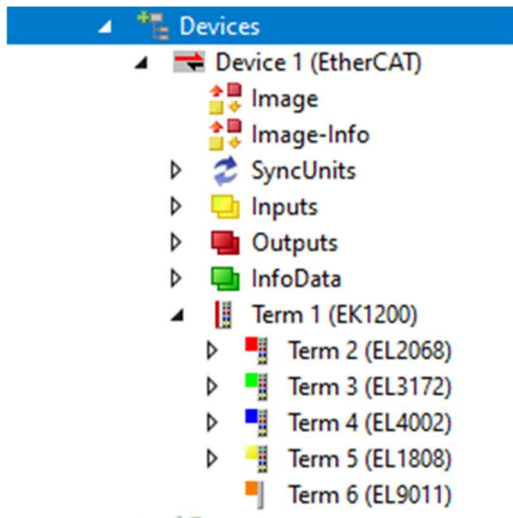 Devices
Device 1 (EtherCAT)
Image
Image-Info
SyncUnits
Inputs
Outputs
InfoData
Term 1 (EK1200)
Term 2 (EL2068)
Term 3 (EL3172)
Term 4 (EL4002)
Term 5 (EL1808)
Term 6 (EL9011)